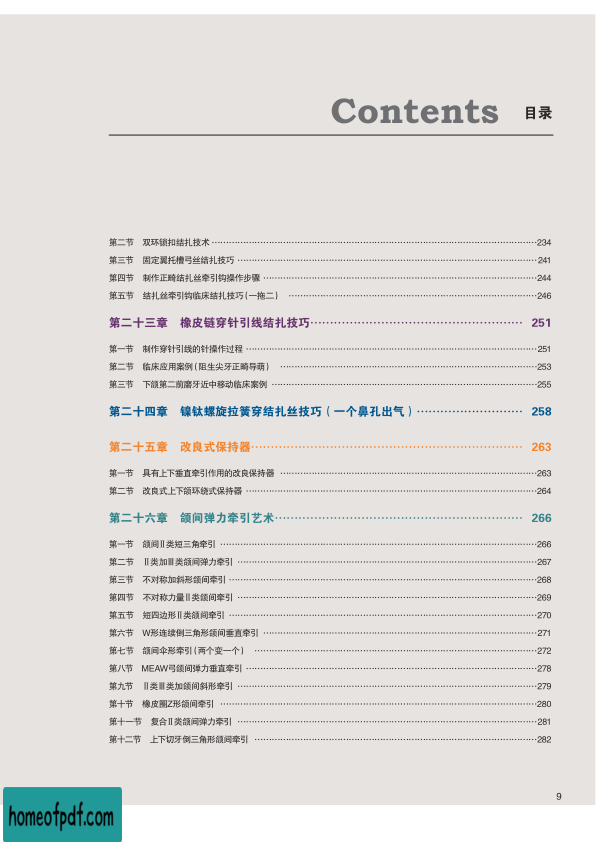 Contents 目录
第二节 双环锁扣结扎技术 234
第三节 固定翼托槽弓丝结扎技巧 241
第四节 制作正畸结扎丝牵引钩操作步骤 244
第五节 结扎丝牵引钩临床结扎技巧(一拖二) 246
第二十三章 橡皮链穿针引线结扎技巧 251
第一节 制作穿针引线的针操作过程 251
第二节 临床应用案例(阻生尖牙正畸导萌) 253
第三节 下颌第二前磨牙近中移动临床案例 255
第二十四章 镍钛螺旋拉簧穿结扎丝技巧(一个鼻孔出气) 258
第二十五章 改良式保持器 263
第一节 具有上下垂直牵引作用的改良保持器 263
第二节 改良式上下颌环绕式保持器 264
第二十六章 颌间弹力牵引艺术 266
第一节 颌间Ⅱ类短三角牵引 266
第二节 Ⅱ类加Ⅲ类颌间弹力牵引 267
第三节 不对称加斜形颌间牵引 268
第四节 不对称力量Ⅱ类颌间牵引 269
第五节 短四边形Ⅱ类颌间牵引 270
第六节 W形连续倒三角形颌间垂直牵引 271
第七节 颌间伞形牵引(两个变一个) 272
第八节 MEAW弓颌间弹力垂直牵引 278
第九节 Ⅱ类Ⅲ类加颌间斜形牵引 279
第十节 橡皮圈Z形颌间牵引 280
第十一节 复合Ⅱ类颌间弹力牵引 281
第十二节 上下切牙倒三角形颌间牵引 282
9
homeofpdf.com